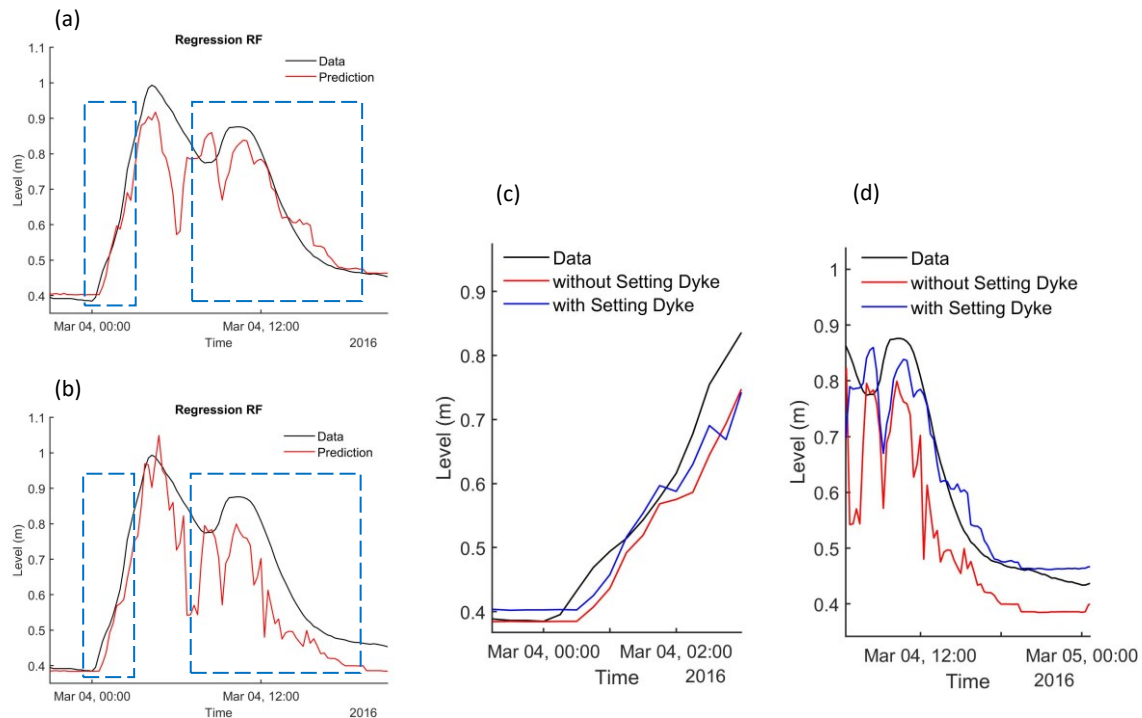 (a)
Regression RF
Data
Prediction
1.1
1
0.9
0.8
0.7
0.6
0.5
0.4
Level (m)
Mar 04, 00:00
Mar 04, 12:00
Time
2016
(b)
Regression RF
Data
Prediction
1.1
1
0.9
0.8
0.7
0.6
0.5
0.4
Level (m)
Mar 04, 00:00
Mar 04, 12:00
Time
2016
(c)
Data
without Setting Dyke
with Setting Dyke
0.9
0.8
0.7
0.6
0.5
0.4
Level (m)
Mar 04, 00:00
Mar 04, 02:00
Time
2016
(d)
Data
without Setting Dyke
with Setting Dyke
1
0.9
0.8
0.7
0.6
0.5
0.4
Level (m)
Mar 04, 12:00
Mar 05, 00:00
Time
2016